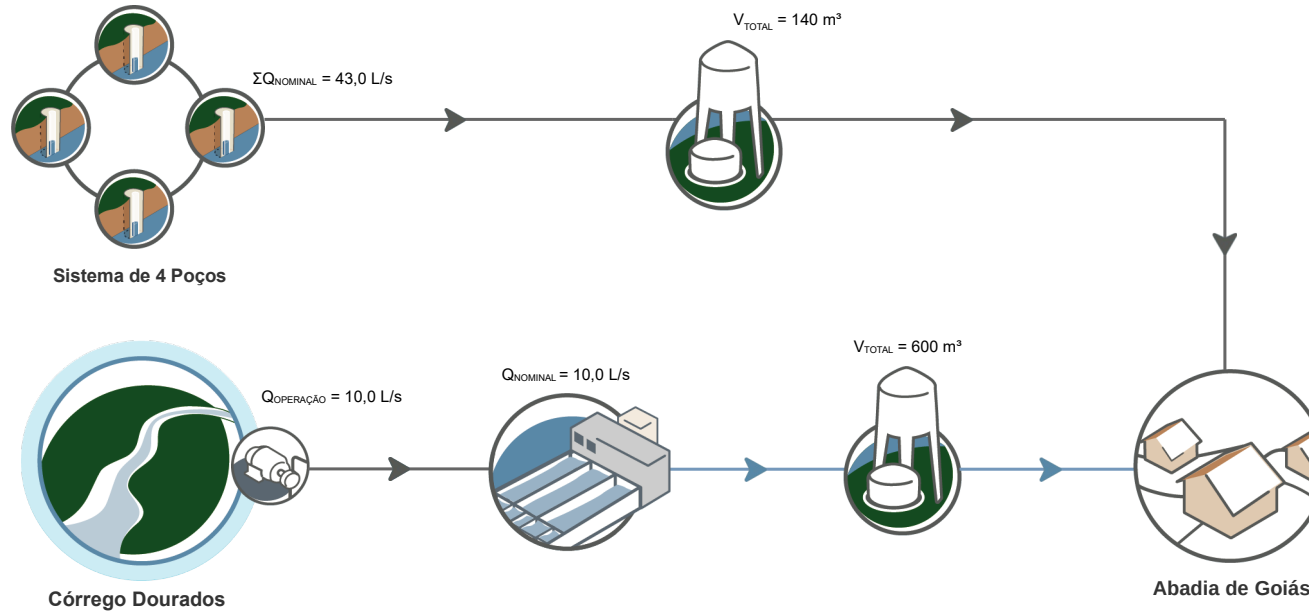 V_TOTAL = 140 m³
ΣQ_NOMINAL = 43,0 L/s
Sistema de 4 Poços
V_TOTAL = 600 m³
Q_NOMINAL = 10,0 L/s
Q_OPERAÇÃO = 10,0 L/s
Córrego Dourados
Abadia de Goiás